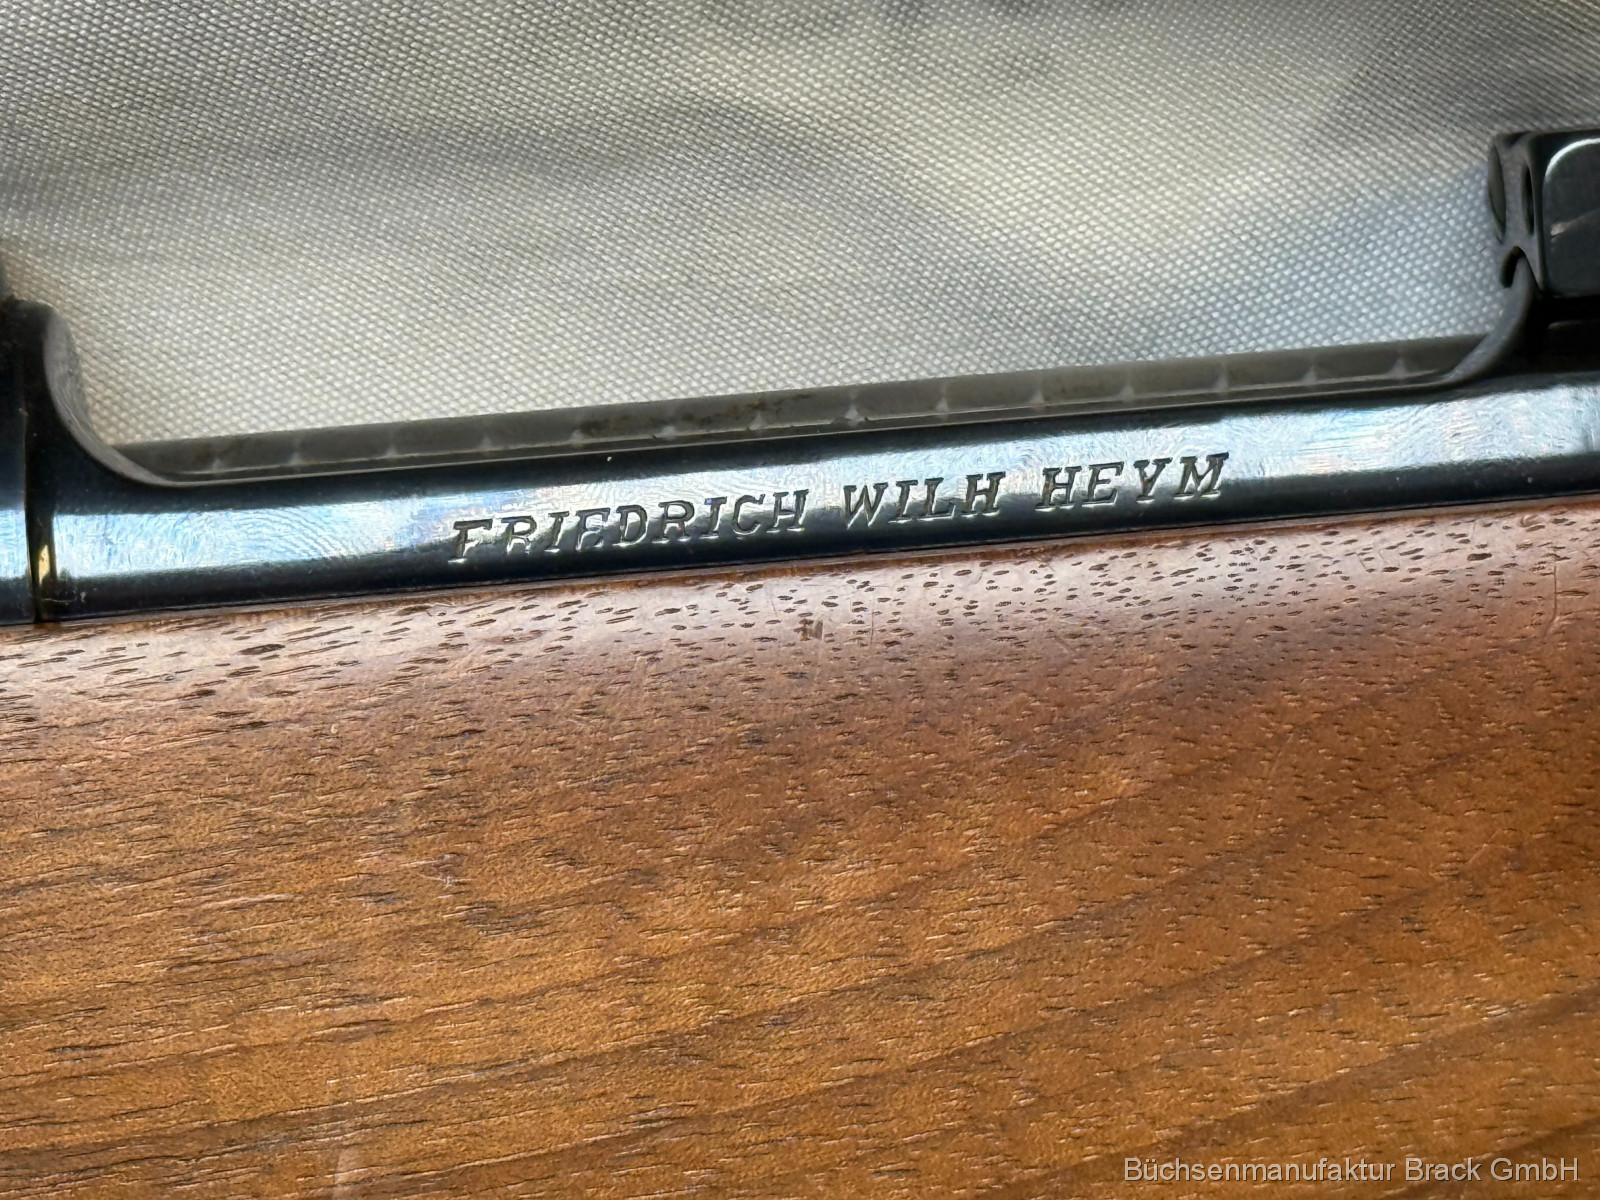 FRIEDRICH WILH HEYM
Büchsenmanufaktur Brack GmbH